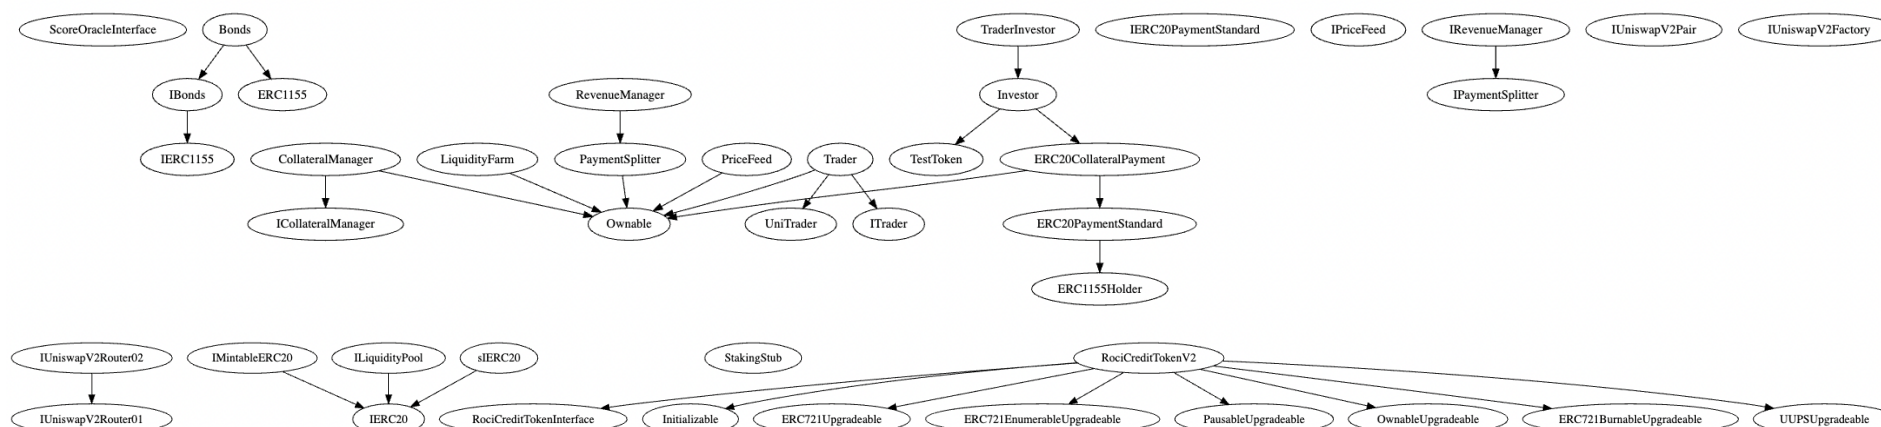 ScoreOracleInterface
Bonds
TraderInvestor
IERC20PaymentStandard
IPriceFeed
IRevenueManager
IUniswapV2Pair
IUniswapV2Factory
IBonds
ERC1155
RevenueManager
Investor
IPaymentSplitter
IERC1155
CollateralManager
LiquidityFarm
PaymentSplitter
PriceFeed
Trader
TestToken
ERC20CollateralPayment
ICollateralManager
Ownable
UniTrader
ITrader
ERC20PaymentStandard
ERC1155Holder
IUniswapV2Router02
IMintableERC20
ILiquidityPool
sIERC20
StakingStub
RociCreditTokenV2
IUniswapV2Router01
IERC20
RociCreditTokenInterface
Initializable
ERC721Upgradeable
ERC721EnumerableUpgradeable
PausableUpgradeable
OwnableUpgradeable
ERC721BurnableUpgradeable
UUPSUpgradeable